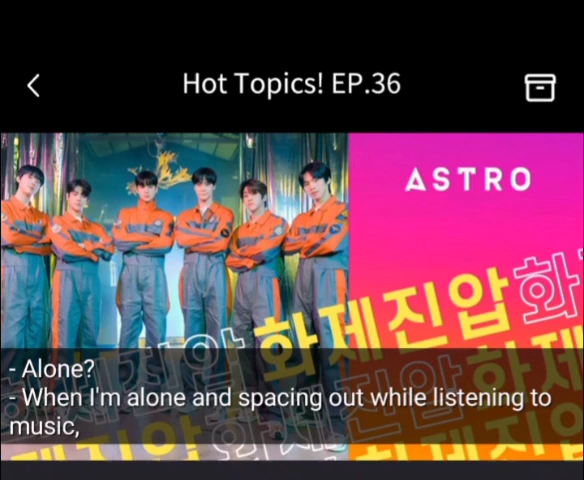 Hot Topics! EP.36
ASTRO
화제진압화
- Alone?
- When I'm alone and spacing out while listening to
music,